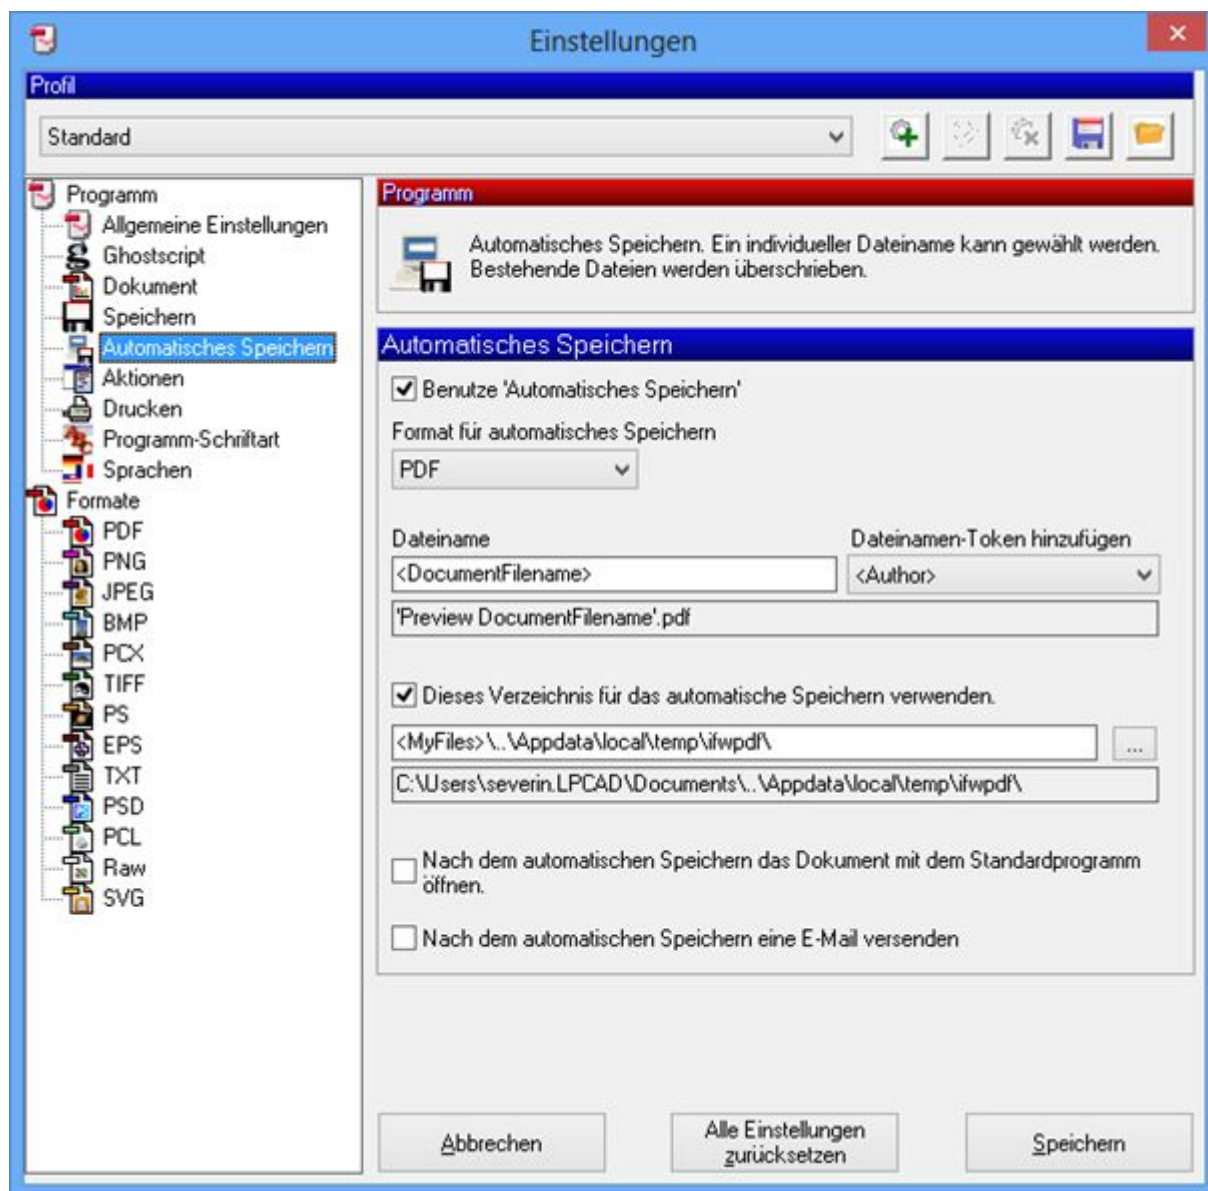 Einstellungen
Profil
Standard
Programm
Allgemeine Einstellungen
Ghostscript
Dokument
Speichern
Automatisches Speichern
Aktionen
Drucken
Programm-Schriftart
Sprachen
Formate
PDF
PNG
JPEG
BMP
PCX
TIFF
PS
EPS
TXT
PSD
PCL
Raw
SVG
Programm
Automatisches Speichern. Ein individueller Dateiname kann gewählt werden.
Bestehende Dateien werden überschrieben.
Automatisches Speichern
Benutze 'Automatisches Speichern'
Format für automatisches Speichern
PDF
Dateiname
Dateinamen-Token hinzufügen
<DocumentFilename>
<Author>
'Preview DocumentFilename'.pdf
Dieses Verzeichnis für das automatische Speichern verwenden.
<MyFiles>\..\Appdata\local\temp\ifwpdf\
...
C:\Users\severin.LPCAD\Documents\..\Appdata\local\temp\ifwpdf\
Nach dem automatischen Speichern das Dokument mit dem Standardprogramm
öffnen.
Nach dem automatischen Speichern eine E-Mail versenden
Abbrechen
Alle Einstellungen
zurücksetzen
Speichern